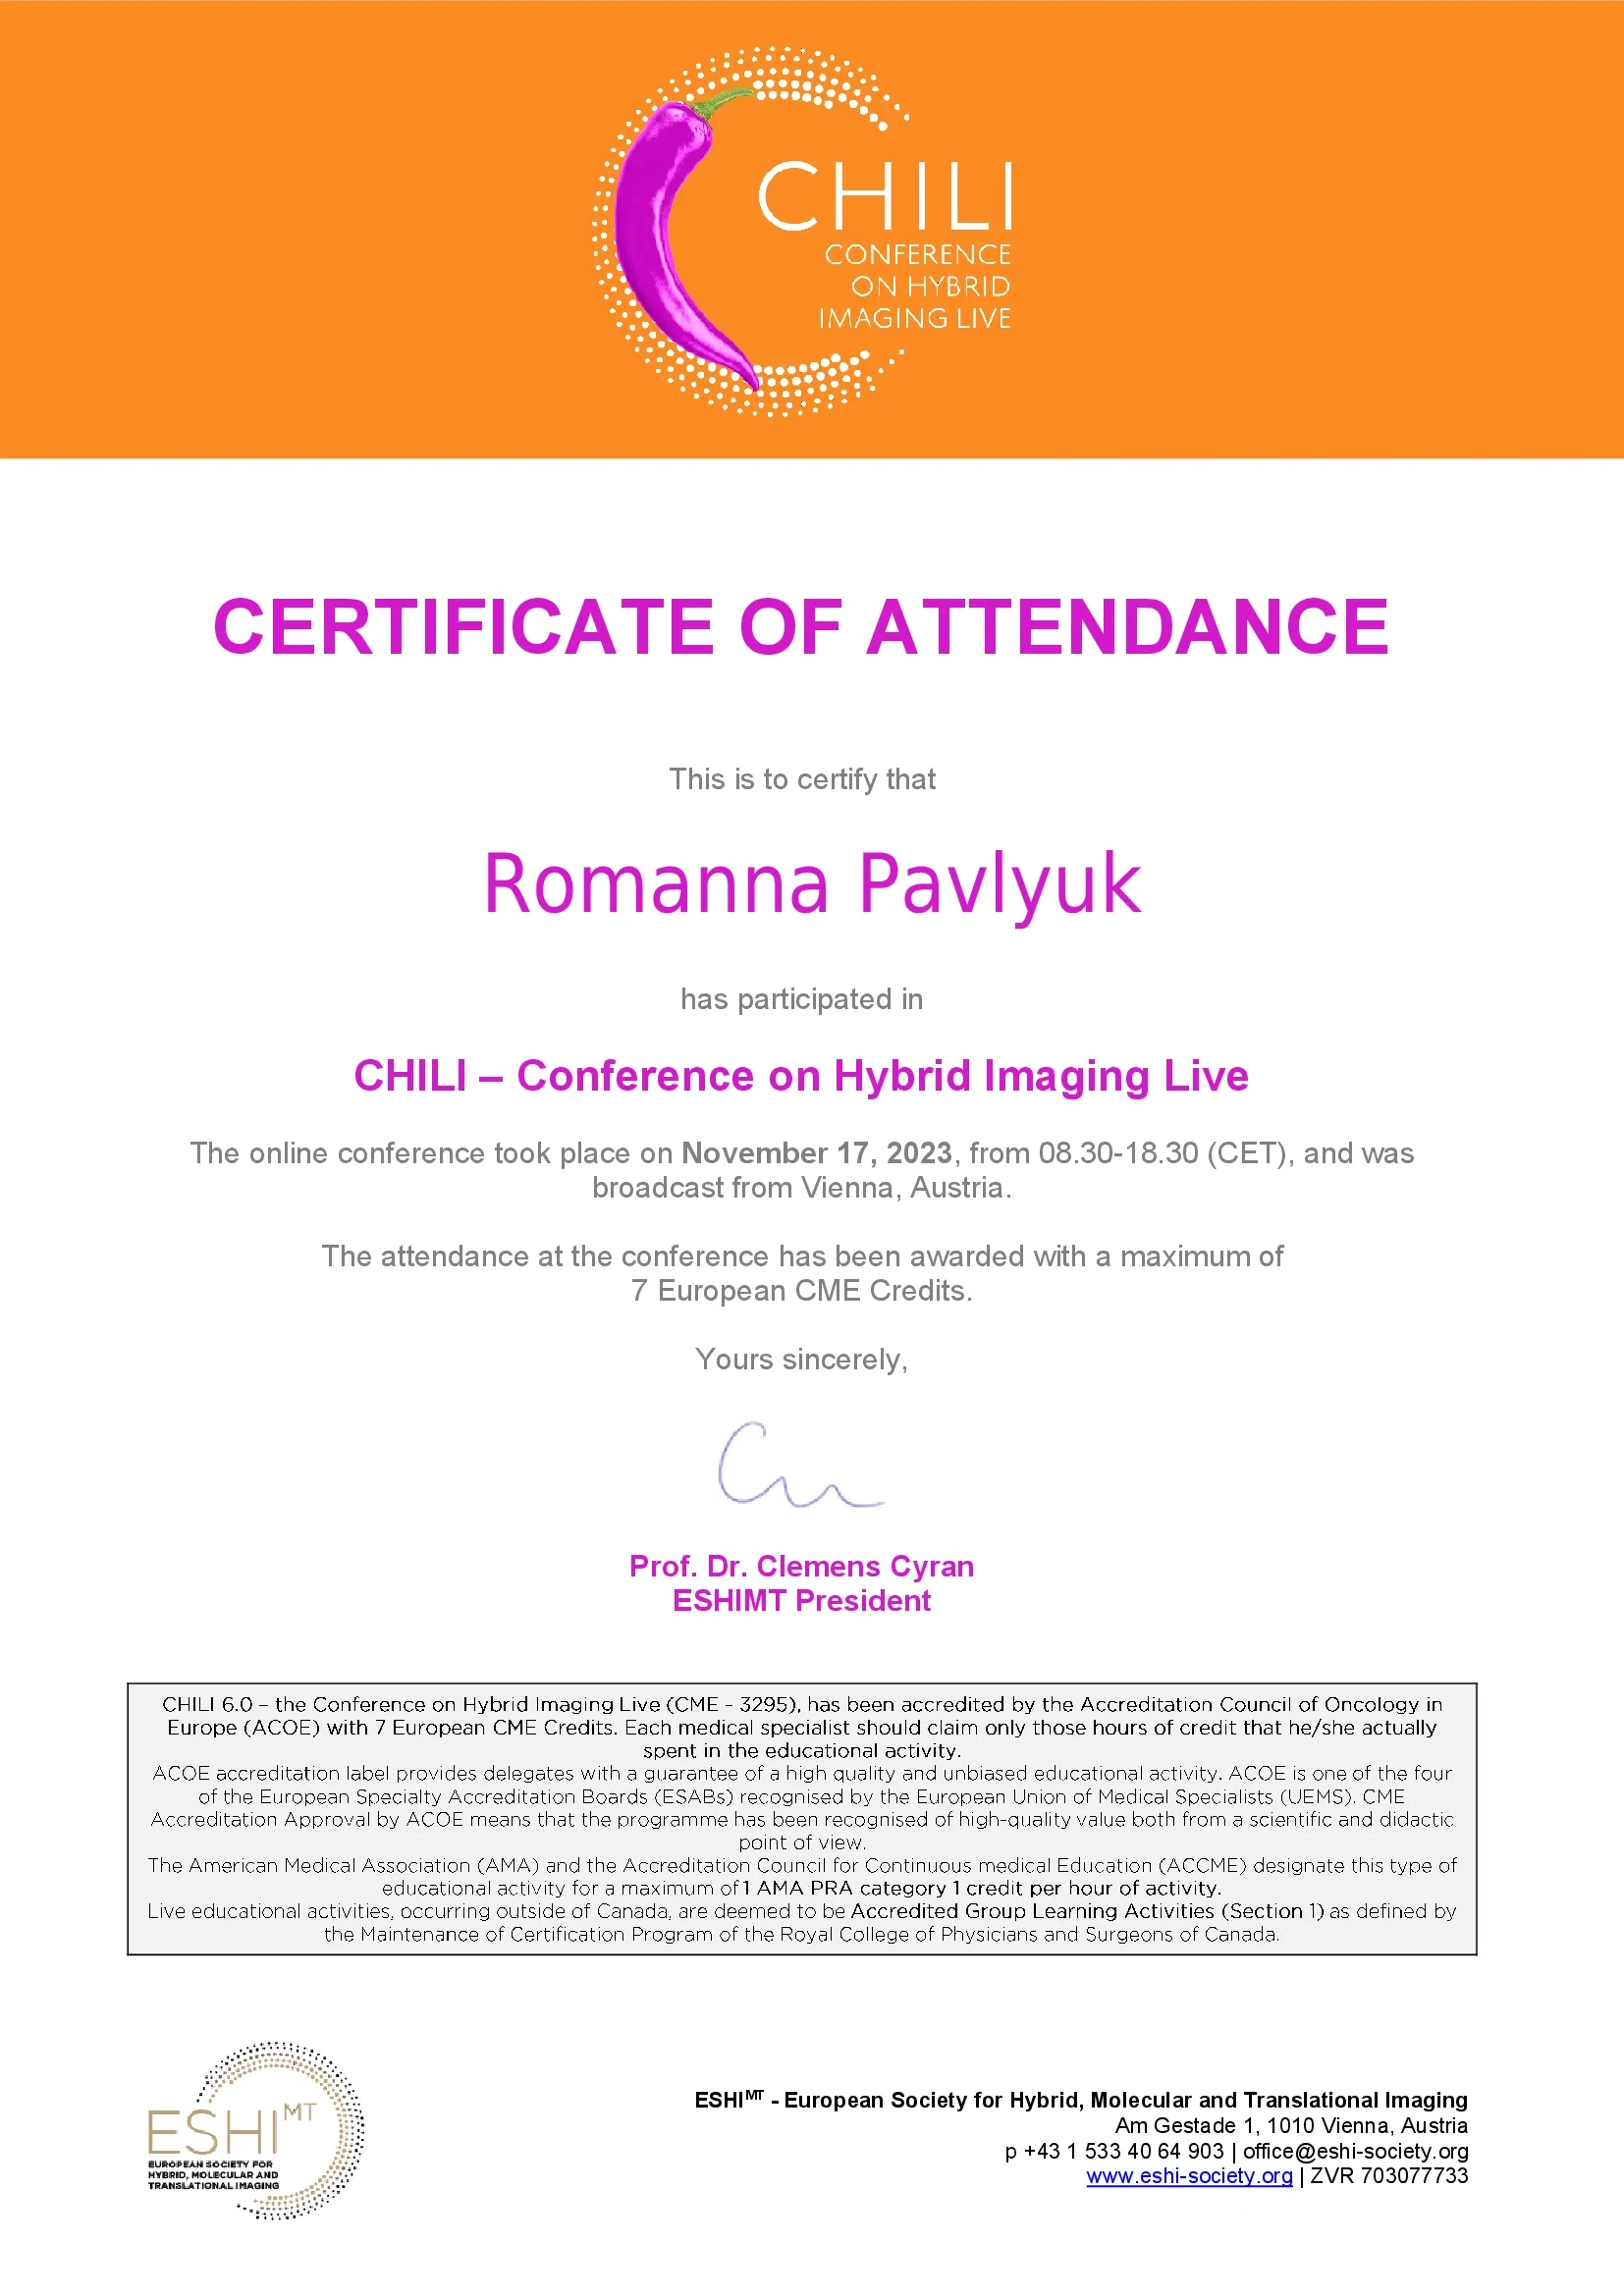 CHILI
CONFERENCE
ON HYBRID
IMAGING LIVE
CERTIFICATE OF ATTENDANCE
This is to certify that
Romanna Pavlyuk
has participated in
CHILI – Conference on Hybrid Imaging Live
The online conference took place on November 17, 2023, from 08.30-18.30 (CET), and was
broadcast from Vienna, Austria.
The attendance at the conference has been awarded with a maximum of
7 European CME Credits.
Yours sincerely,
Prof. Dr. Clemens Cyran
ESHIMT President
CHILI 6.0 – the Conference on Hybrid Imaging Live (CME - 3295), has been accredited by the Accreditation Council of Oncology in
Europe (ACOE) with 7 European CME Credits. Each medical specialist should claim only those hours of credit that he/she actually
spent in the educational activity.
ACOE accreditation label provides delegates with a guarantee of a high quality and unbiased educational activity. ACOE is one of the four
of the European Specialty Accreditation Boards (ESABs) recognised by the European Union of Medical Specialists (UEMS). CME
Accreditation Approval by ACOE means that the programme has been recognised of high-quality value both from a scientific and didactic
point of view.
The American Medical Association (AMA) and the Accreditation Council for Continuous medical Education (ACCME) designate this type of
educational activity for a maximum of 1 AMA PRA category 1 credit per hour of activity.
Live educational activities, occurring outside of Canada, are deemed to be Accredited Group Learning Activities (Section 1) as defined by
the Maintenance of Certification Program of the Royal College of Physicians and Surgeons of Canada.
ESHI MT
EUROPEAN SOCIETY FOR
HYBRID, MOLECULAR AND
TRANSLATIONAL IMAGING
ESHIMT - European Society for Hybrid, Molecular and Translational Imaging
Am Gestade 1, 1010 Vienna, Austria
p +43 1 533 40 64 903 | office@eshi-society.org
www.eshi-society.org | ZVR 703077733